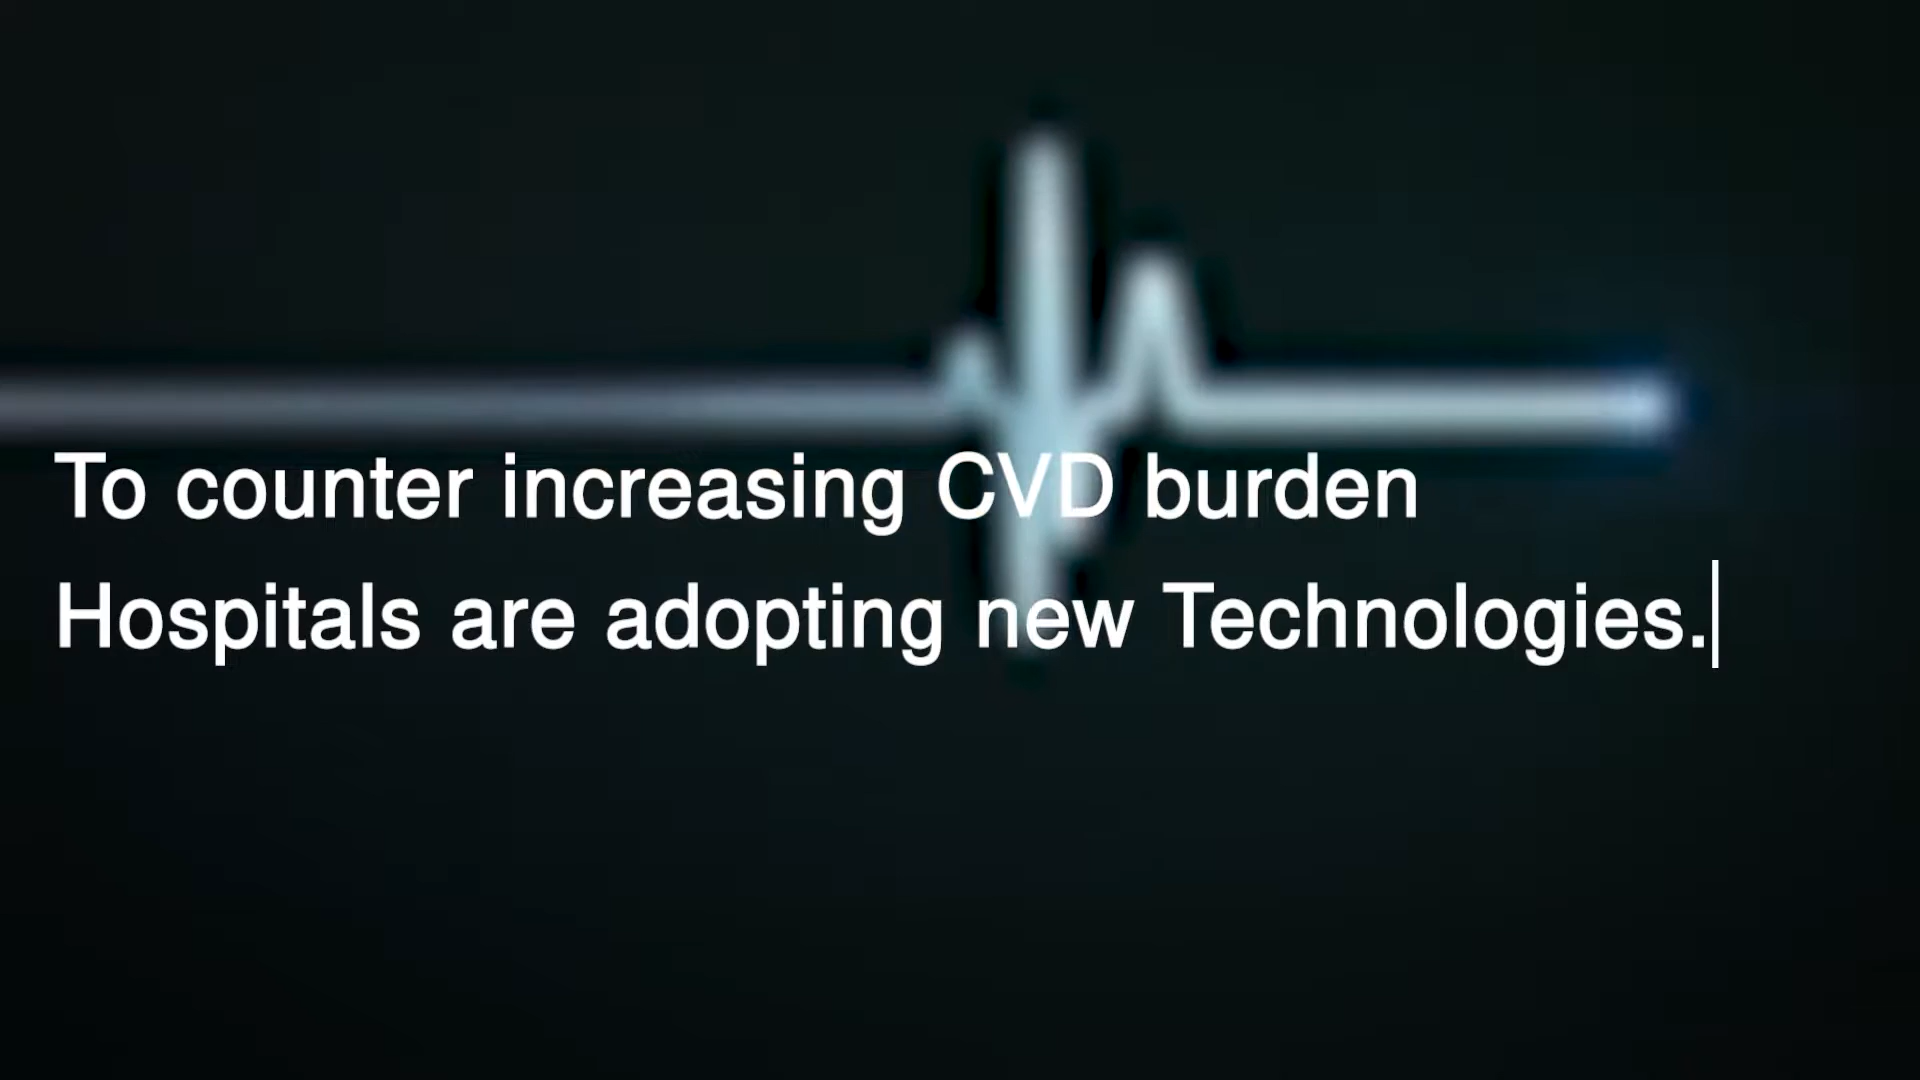 To counter increasing CVD burden
Hospitals are adopting new Technologies.